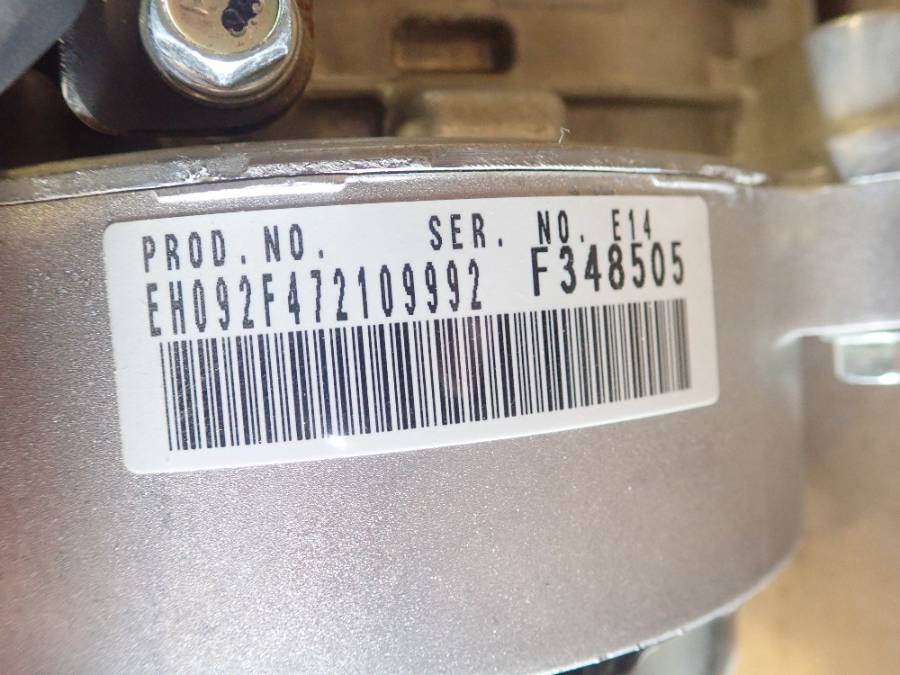 PROD.NO. SER. NO. E14
EH092F472109992 F348505